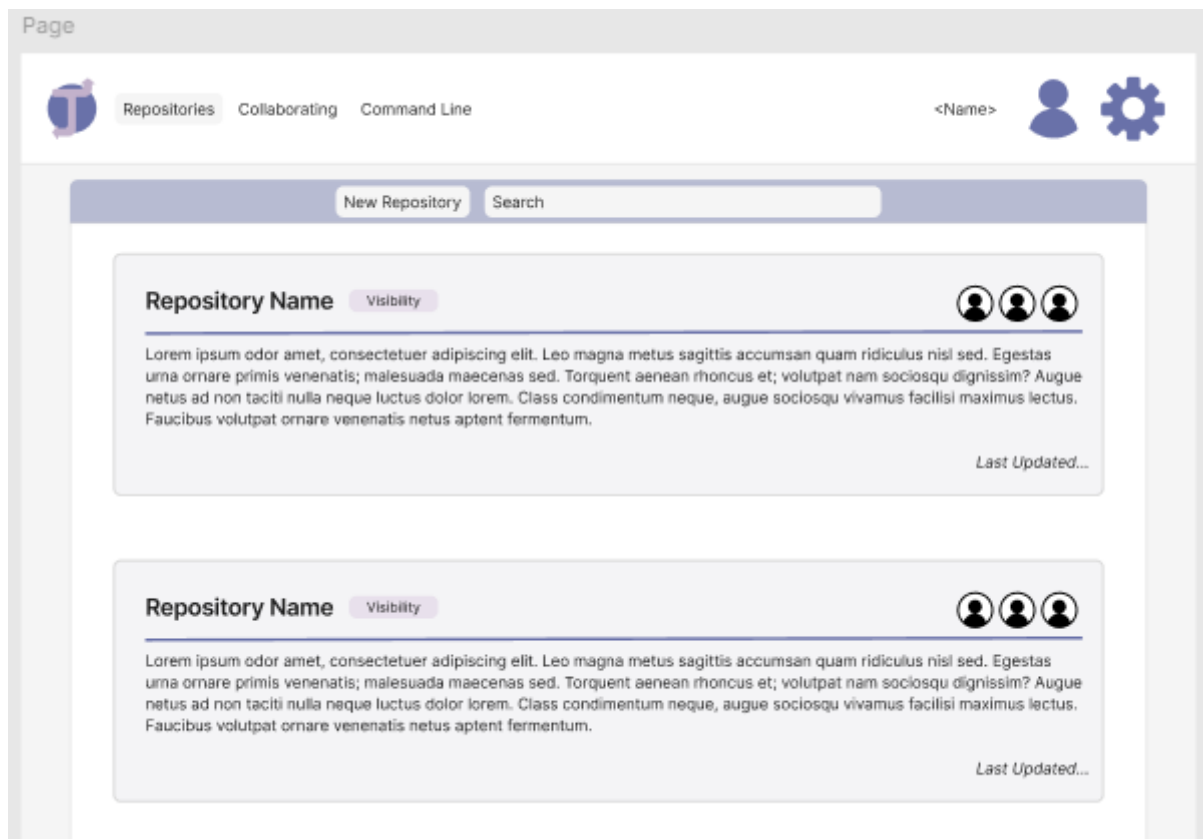 Page
Repositories Collaborating Command Line <Name>
New Repository Search
Repository Name Visibility
Lorem ipsum odor amet, consectetuer adipiscing elit. Leo magna metus sagittis accumsan quam ridiculus nisl sed. Egestas
urna ornare primis venenatis; malesuada maecenas sed. Torquent aenean rhoncus et; volutpat nam sociosqu dignissim? Augue
netus ad non taciti nulla neque luctus dolor lorem. Class condimentum neque, augue sociosqu vivamus facilisi maximus lectus.
Faucibus volutpat ornare venenatis netus aptent fermentum.
Last Updated...
Repository Name Visibility
Lorem ipsum odor amet, consectetuer adipiscing elit. Leo magna metus sagittis accumsan quam ridiculus nisl sed. Egestas
urna ornare primis venenatis; malesuada maecenas sed. Torquent aenean rhoncus et; volutpat nam sociosqu dignissim? Augue
netus ad non taciti nulla neque luctus dolor lorem. Class condimentum neque, augue sociosqu vivamus facilisi maximus lectus.
Faucibus volutpat ornare venenatis netus aptent fermentum.
Last Updated...